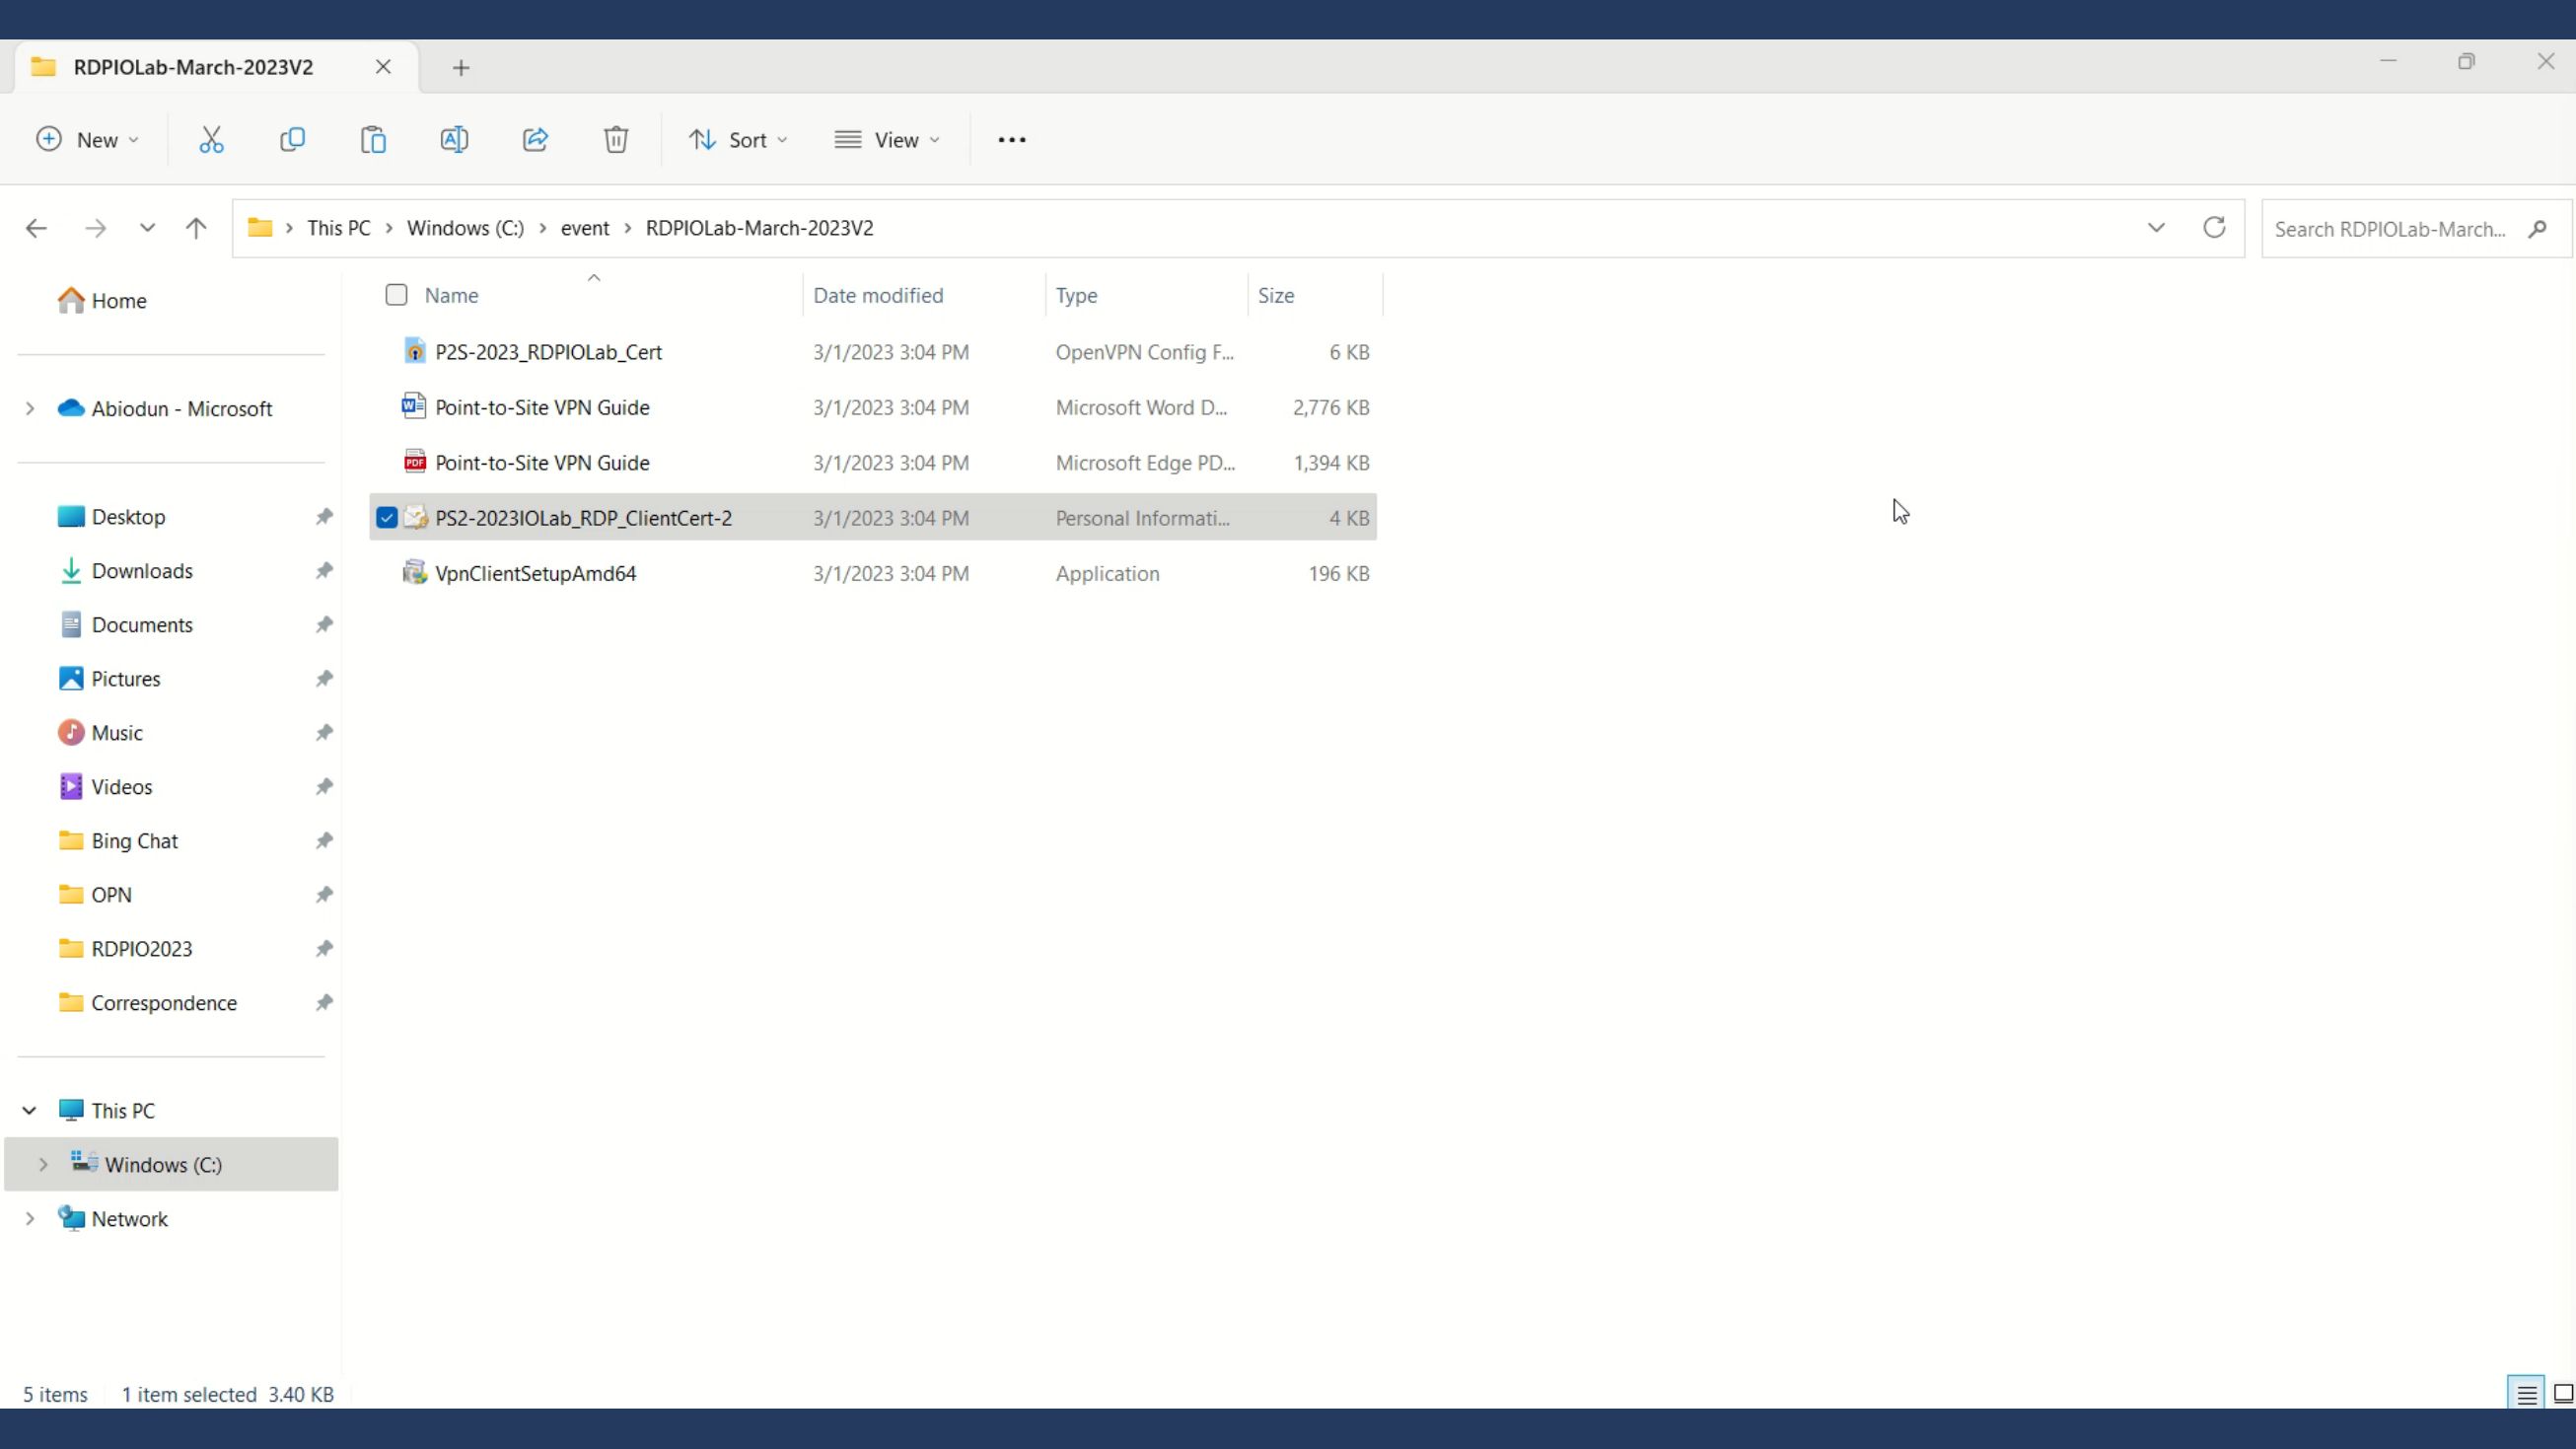 RDPIOLab-March-2023V2
New
Sort
View
This PC
Windows (C:)
event
RDPIOLab-March-2023V2
Search RDPIOLab-March...
Home
Abiodun - Microsoft
Desktop
Downloads
Documents
Pictures
Music
Videos
Bing Chat
OPN
RDPIO2023
Correspondence
This PC
Windows (C:)
Network
Name Date modified Type Size
P2S-2023_RDPIOLab_Cert 3/1/2023 3:04 PM OpenVPN Config F... 6 KB
Point-to-Site VPN Guide 3/1/2023 3:04 PM Microsoft Word D... 2,776 KB
PDF Point-to-Site VPN Guide 3/1/2023 3:04 PM Microsoft Edge PD... 1,394 KB
PS2-2023IOLab_RDP_ClientCert-2 3/1/2023 3:04 PM Personal Informati... 4 KB
VpnClientSetupAmd64 3/1/2023 3:04 PM Application 196 KB
5 items 1 item selected 3.40 KB